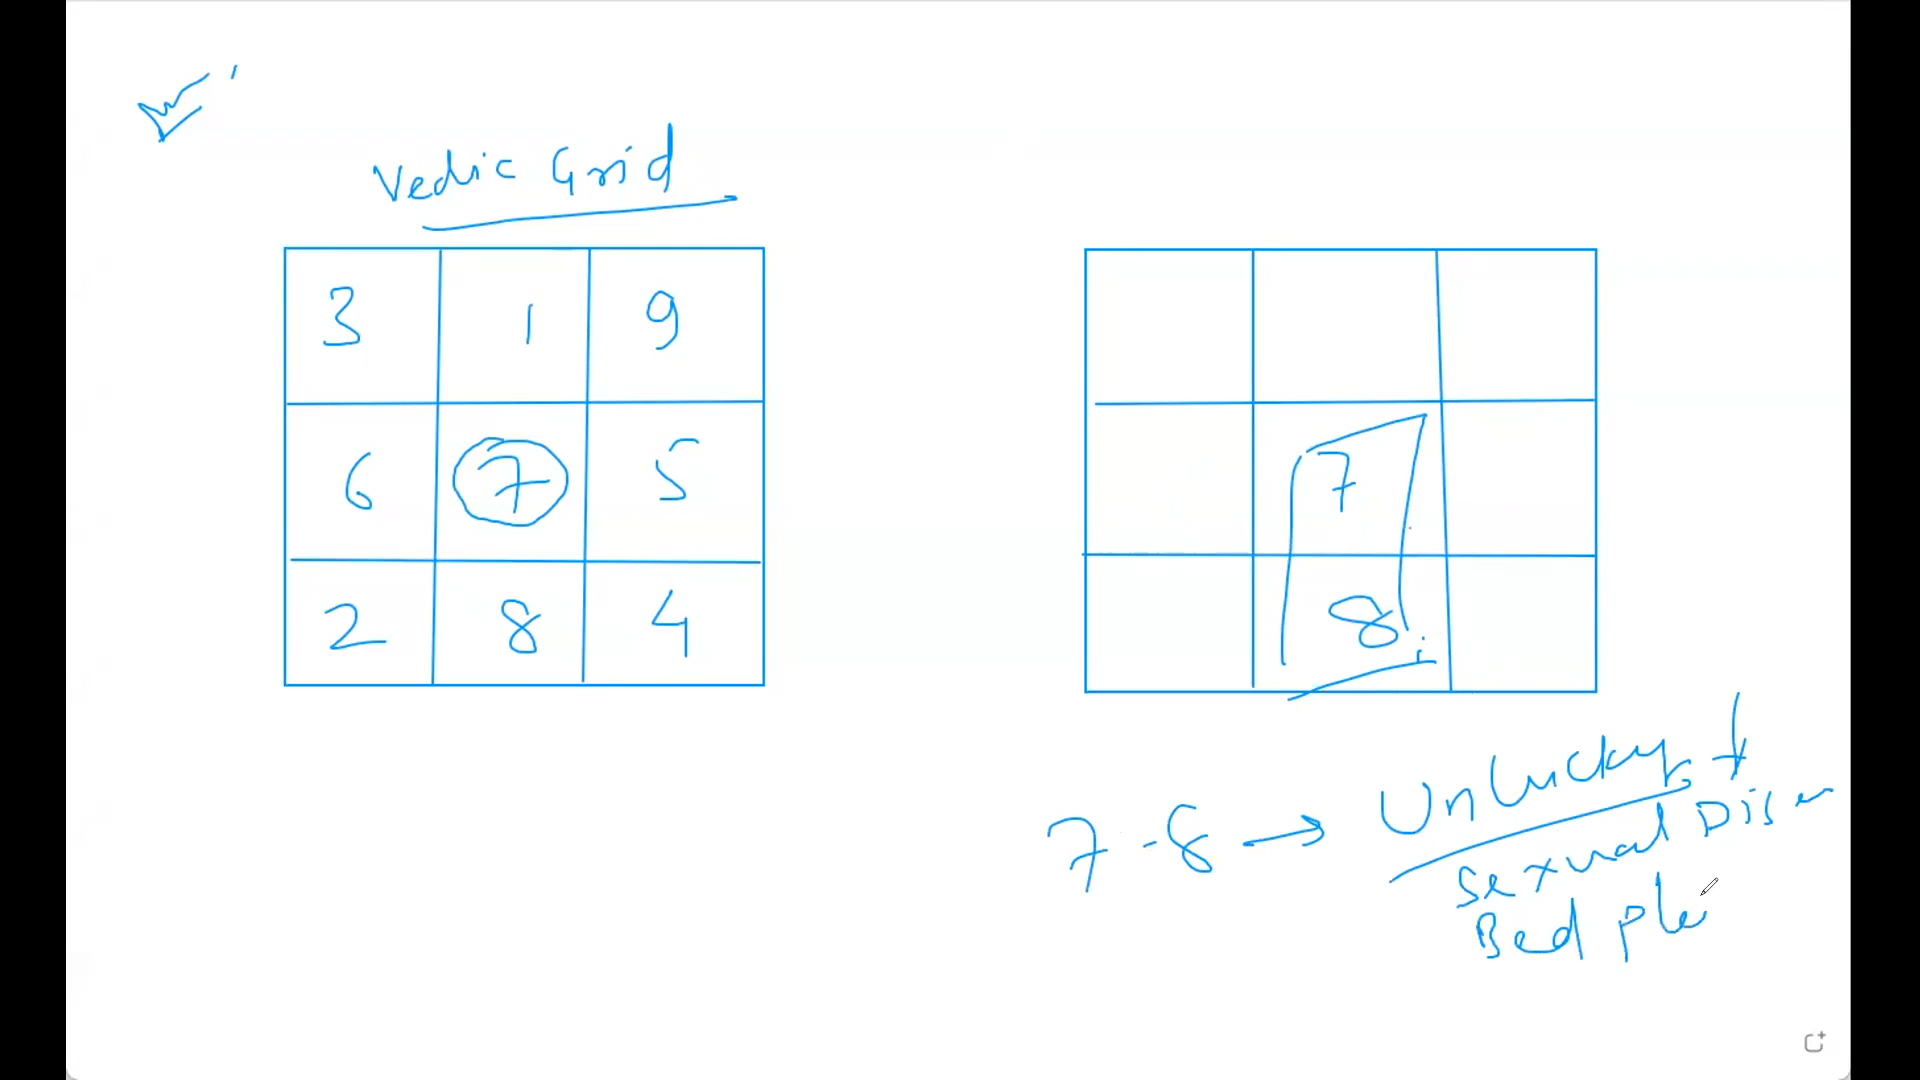 Vedic Grid
3 1 9
6 7 5
2 8 4
7
8
7-8 → Unlucky
Sexual Dis
Bed ple